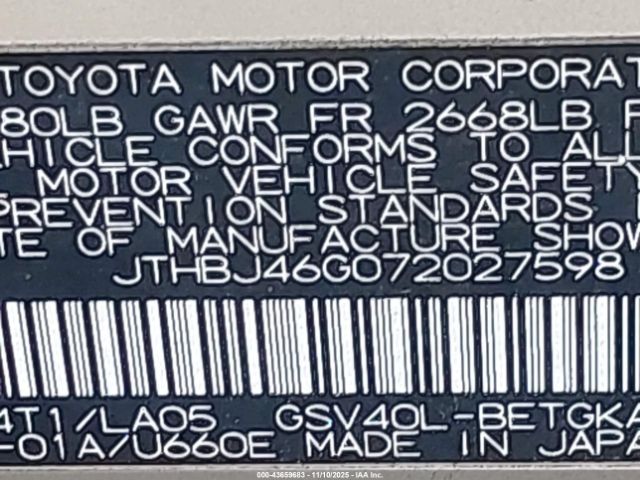 TOYOTA MOTOR CORPORAT
80LB GAWR FR 2668LB
HICLE CONFORMS TO ALL
MOTOR VEHICLE SAFETY
PREVENTION STANDARDS
TE OF MANUFACTURE SHOW
JTHBJ46G072027598
4T1/LA05 GSV40L-BETGKA
-01A/U660E MADE IN JAPA
000-43659683 - 11/10/2025 - IAA Inc.